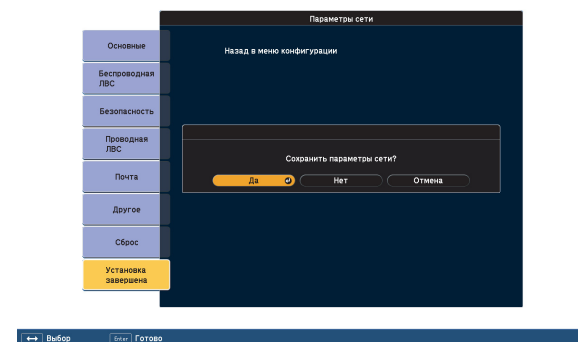 Параметры сети
Основные
Назад в меню конфигурации
Беспроводная
ЛВС
Безопасность
Проводная
ЛВС
Сохранить параметры сети?
Да
Нет
Отмена
Почта
Другое
Сброс
Установка
завершена
Выбор
Enter Готово